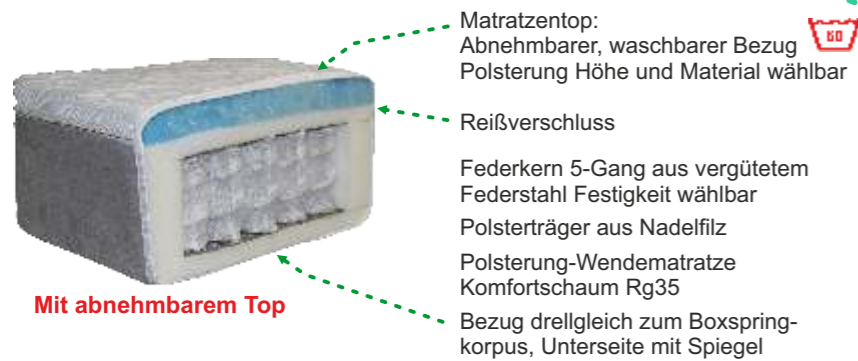 Matratzentop:
Abnehmbarer, waschbarer Bezug
60
Polsterung Höhe und Material wählbar
Reißverschluss
Federkern 5-Gang aus vergütetem
Federstahl Festigkeit wählbar
Polsterträger aus Nadelfilz
Polsterung-Wendematratze
Komfortschaum Rg35
Mit abnehmbarem Top
Bezug drellgleich zum Boxspring-
korpus, Unterseite mit Spiegel